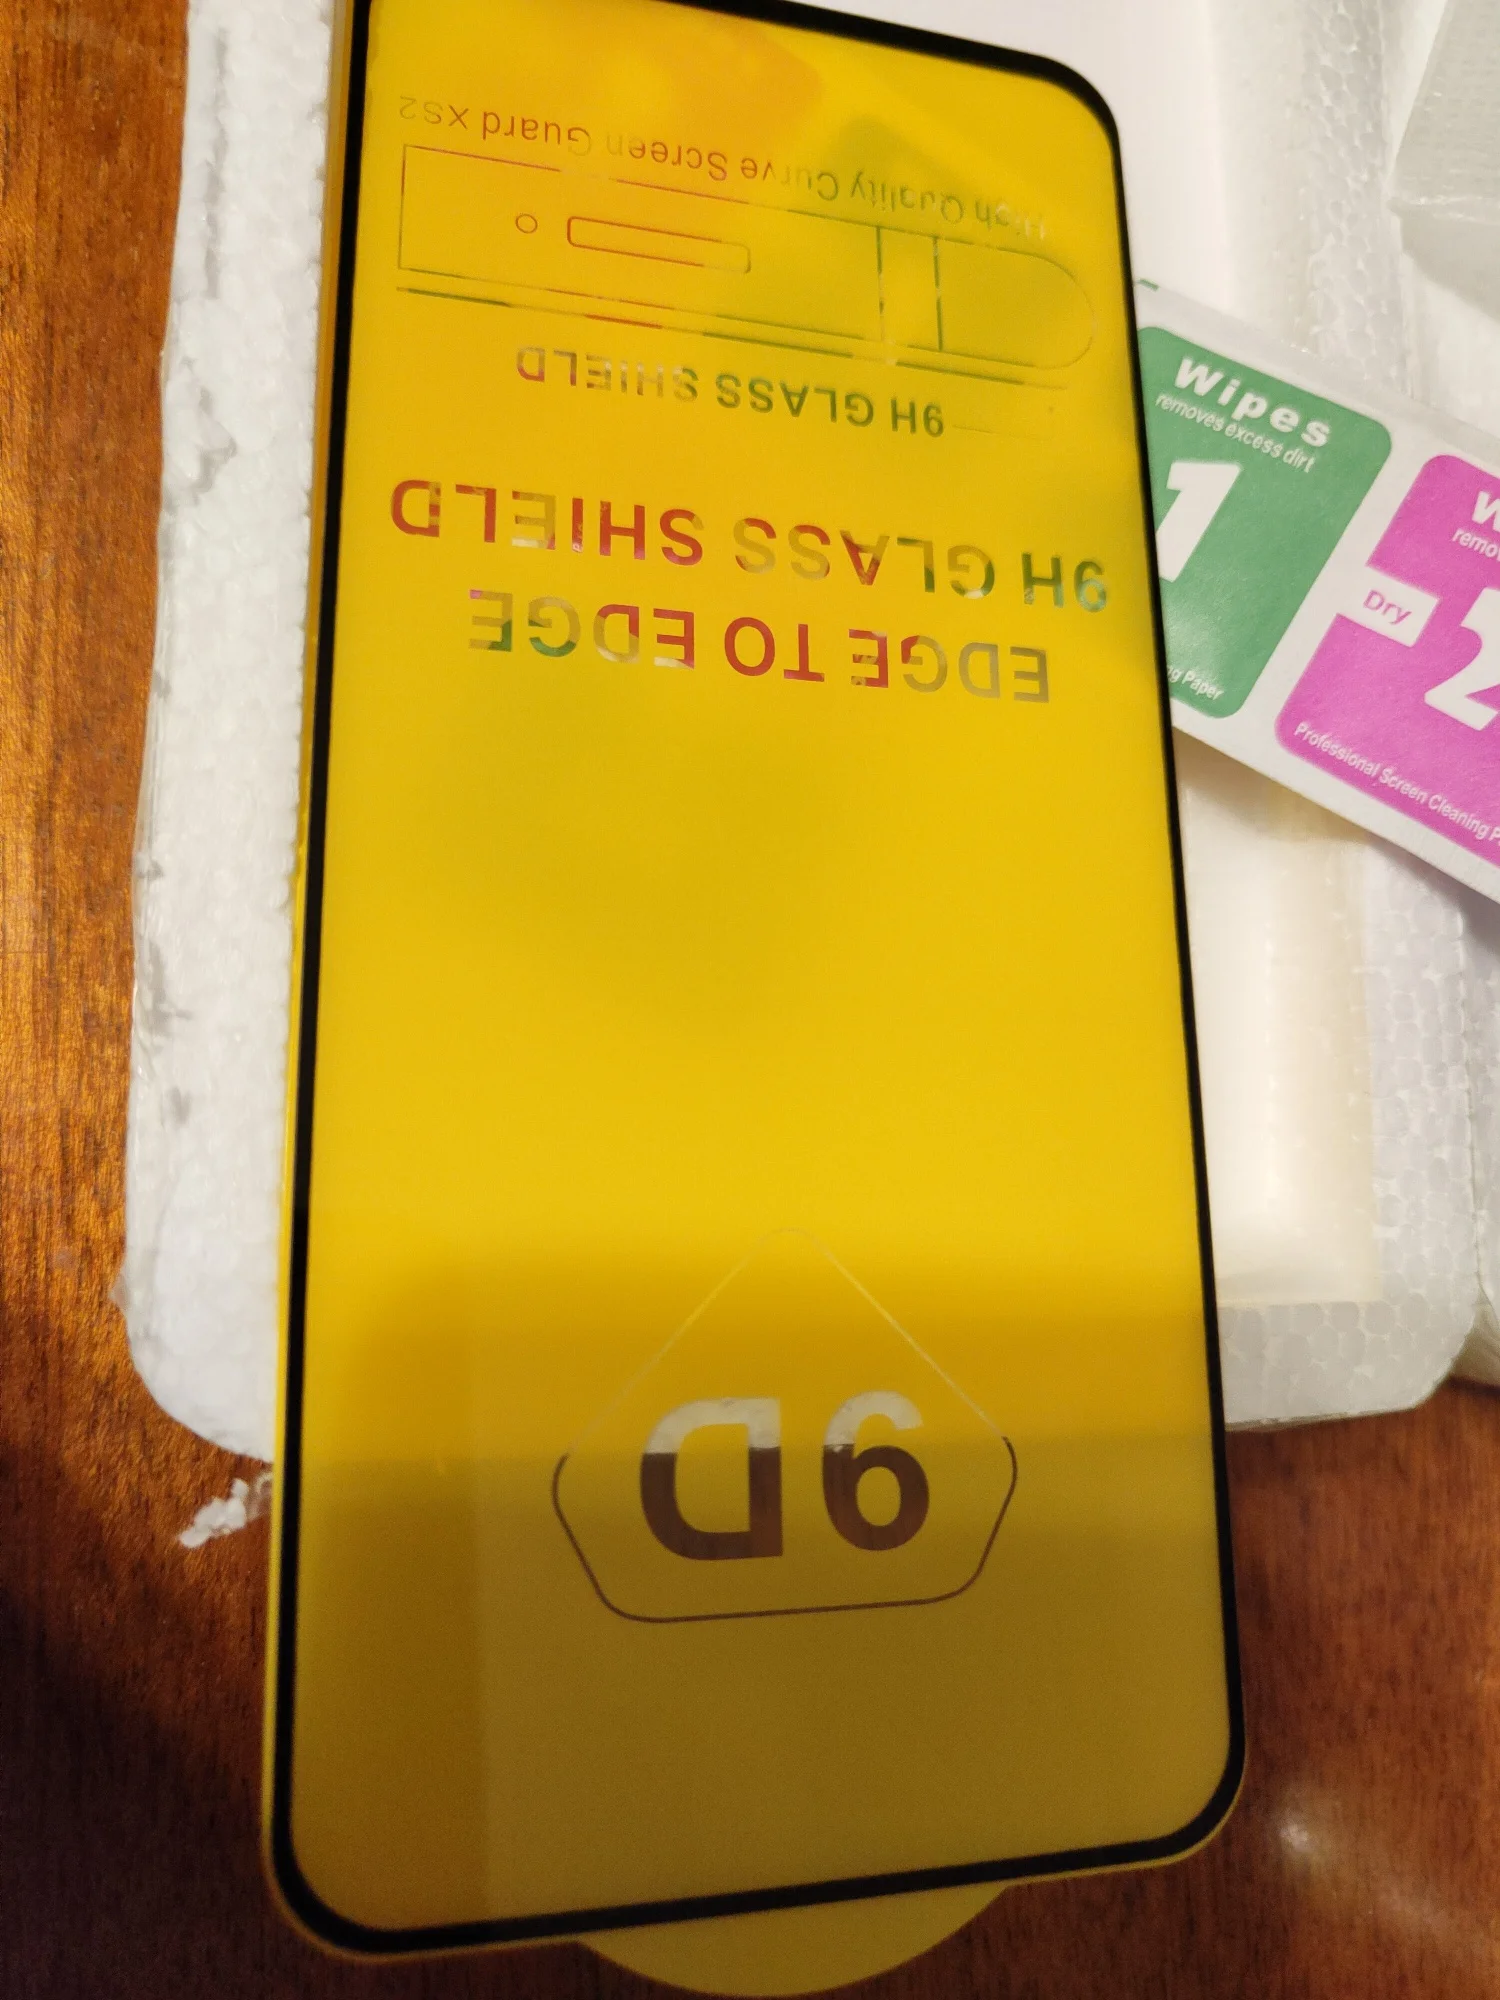 9D
EDGE TO EDGE
9H GLASS SHIELD
9H GLASS SHIELD
High Quality Curve Screen Guard XS2
Wipes
removes excess dirt
1
Paper
Dry
2
Professional Screen Cleaning